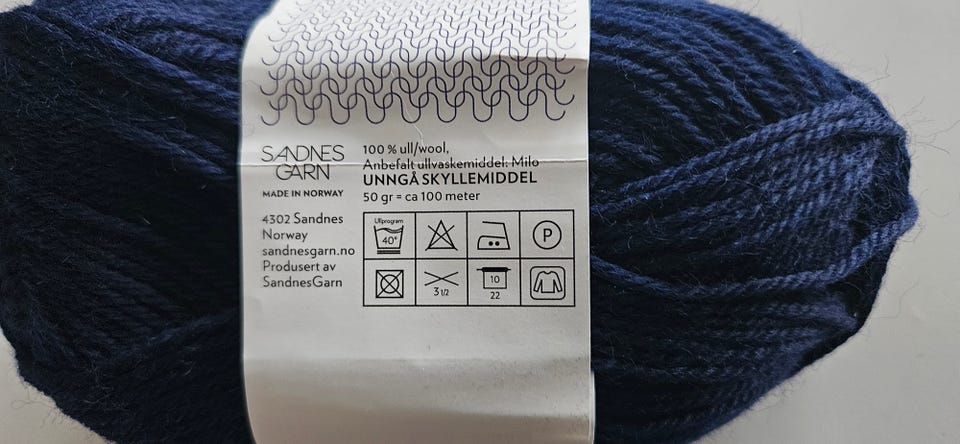 SANDNES
GARN
MADE IN NORWAY
4302 Sandnes
Norway
sandnesgarn.no
Produsert av
SandnesGarn
100 % ull/wool,
Anbefalt ullvaskemiddel: Milo
UNNGÅ SKYLLEMIDDEL
50 gr = ca 100 meter
Ullprogram
40°
P
3 1/2
10
22